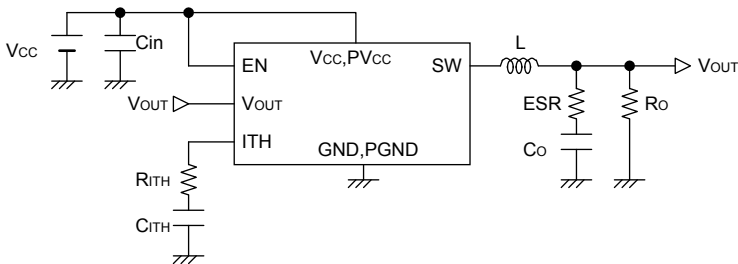 VCC
Cin
EN
VCC,PVCC
SW
L
VOUT
VOUT
VOUT
ESR
RO
ITH
GND,PGND
CO
RITH
CITH